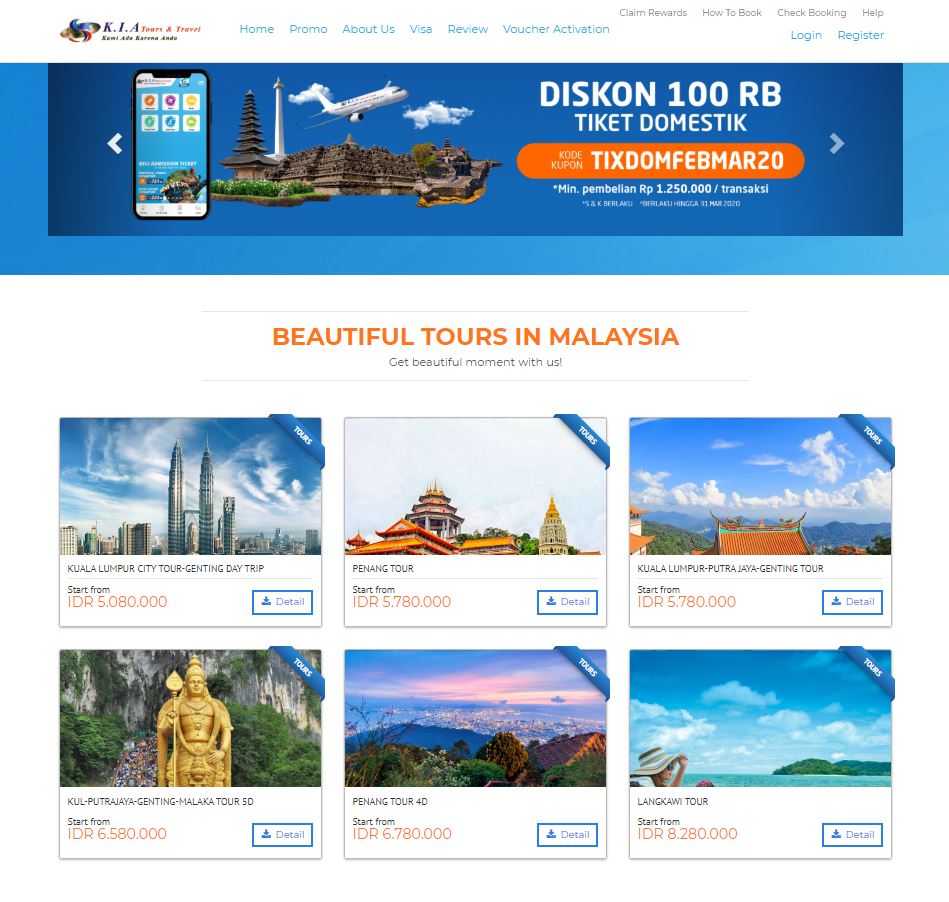 Claim Rewards How To Book Check Booking Help
K.I.A Tours & Travel
Kami Ada Karena Anda
Home Promo About Us Visa Review Voucher Activation
Login Register
BELI ADMISSION TICKET
DISKON 100 RB
TIKET DOMESTIK
KODE KUPON TIXDOMFEBMAR20
*Min. pembelian Rp 1.250.000 / transaksi
*S & K BERLAKU *BERLAKU HINGGA 31 MAR 2020
BEAUTIFUL TOURS IN MALAYSIA
Get beautiful moment with us!
TOURS
KUALA LUMPUR CITY TOUR-GENTING DAY TRIP
Start from
IDR 5.080.000
Detail
TOURS
PENANG TOUR
Start from
IDR 5.780.000
Detail
TOURS
KUALA LUMPUR-PUTRA JAYA-GENTING TOUR
Start from
IDR 5.780.000
Detail
TOURS
KUL-PUTRAJAYA-GENTING-MALAKA TOUR 5D
Start from
IDR 6.580.000
Detail
TOURS
PENANG TOUR 4D
Start from
IDR 6.780.000
Detail
TOURS
LANGKAWI TOUR
Start from
IDR 8.280.000
Detail